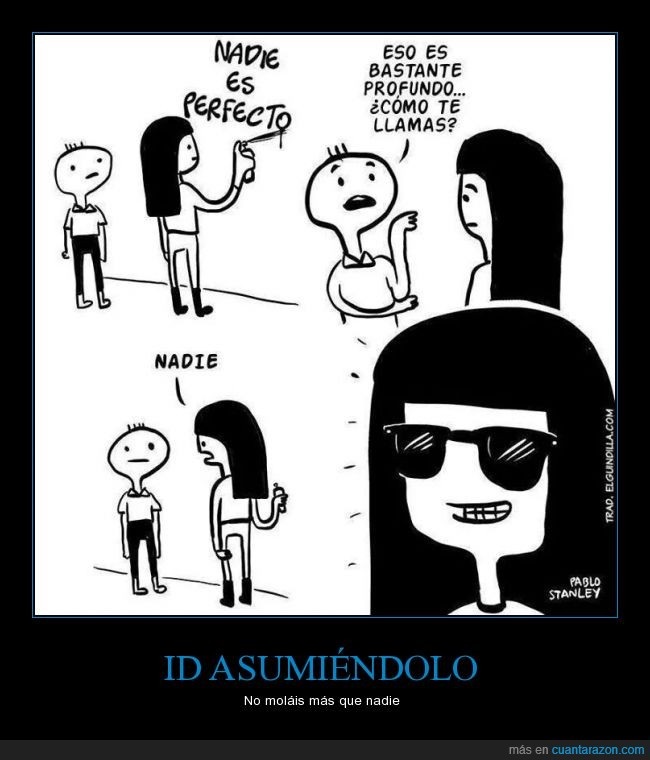 NADIE
ES
PERFECTO
ESO ES
BASTANTE
PROFUNDO...
¿CÓMO TE
LLAMAS?
NADIE
TRAD. ELGUINDILLA.COM
PABLO
STANLEY
ID ASUMIÉNDOLO
No moláis más que nadie
más en cuantarazon.com